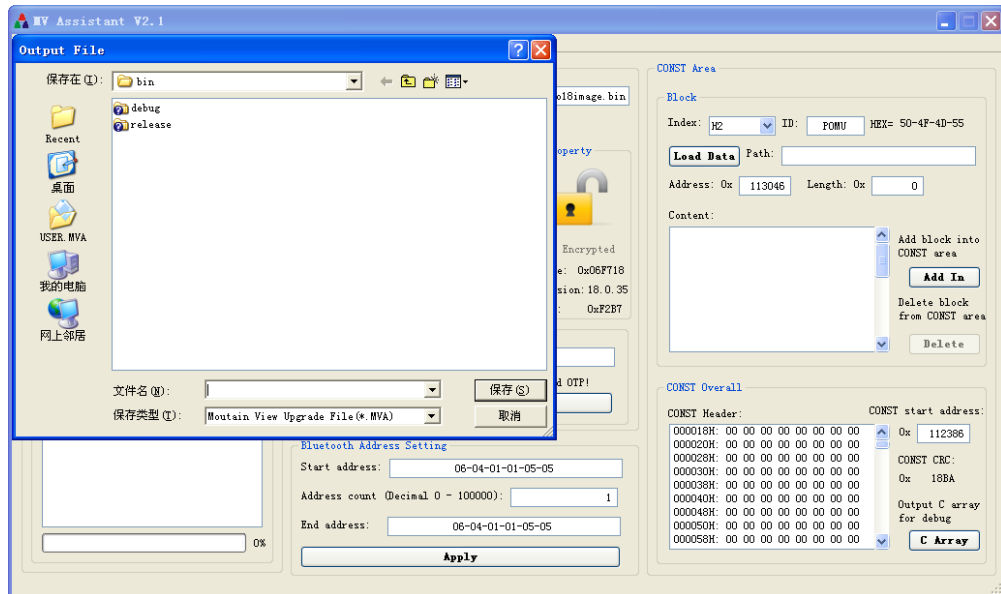 MV Assistant V2.1
Output File
保存在(I):
bin
debug
release
Recent
桌面
USER.MVA
我的电脑
网上邻居
文件名(N):
保存(S)
保存类型(T):
Moutain View Upgrade File(*.MVA)
取消
o18image.bin
operty
Encrypted
e: 0x06F718
sion: 18.0.35
: 0xF2B7
d OTP!
0%
Bluetooth Address Setting
Start address: 06-04-01-01-05-05
Address count (Decimal 0 - 100000): 1
End address: 06-04-01-01-05-05
Apply
CONST Area
Block
Index: H2 ID: POMU HEX= 50-4F-4D-55
Load Data Path:
Address: 0x 113046 Length: 0x 0
Content:
Add block into
CONST area
Add In
Delete block
from CONST area
Delete
CONST Overall
CONST Header:
000018H: 00 00 00 00 00 00 00 00
000020H: 00 00 00 00 00 00 00 00
000028H: 00 00 00 00 00 00 00 00
000030H: 00 00 00 00 00 00 00 00
000038H: 00 00 00 00 00 00 00 00
000040H: 00 00 00 00 00 00 00 00
000048H: 00 00 00 00 00 00 00 00
000050H: 00 00 00 00 00 00 00 00
000058H: 00 00 00 00 00 00 00 00
CONST start address:
0x 112386
CONST CRC:
0x 18BA
Output C array
for debug
C Array